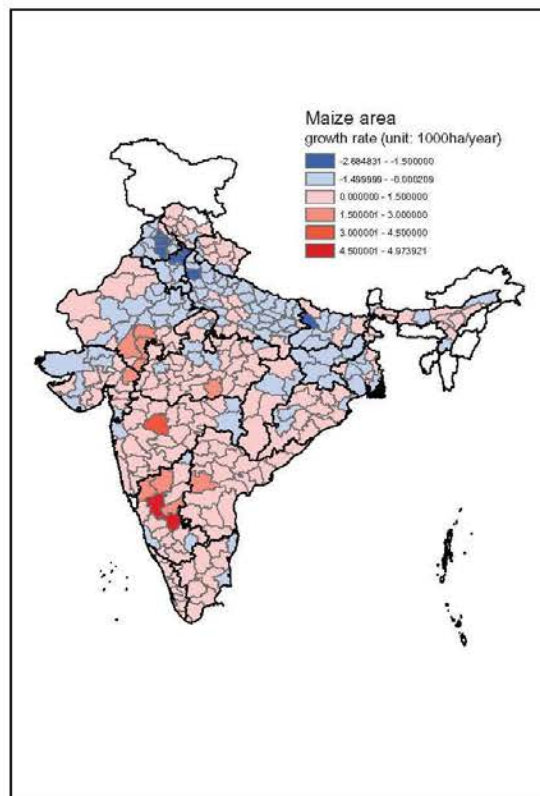 Maize area
growth rate (unit: 1000ha/year)
-2.684831 - -1.500000
-1.499999 - -0.000209
0.000000 - 1.500000
1.500001 - 3.000000
3.000001 - 4.500000
4.500001 - 4.973921